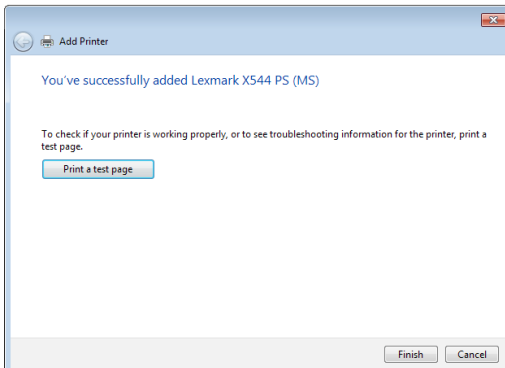 Add Printer
You've successfully added Lexmark X544 PS (MS)
To check if your printer is working properly, or to see troubleshooting information for the printer, print a
test page.
Print a test page
Finish
Cancel